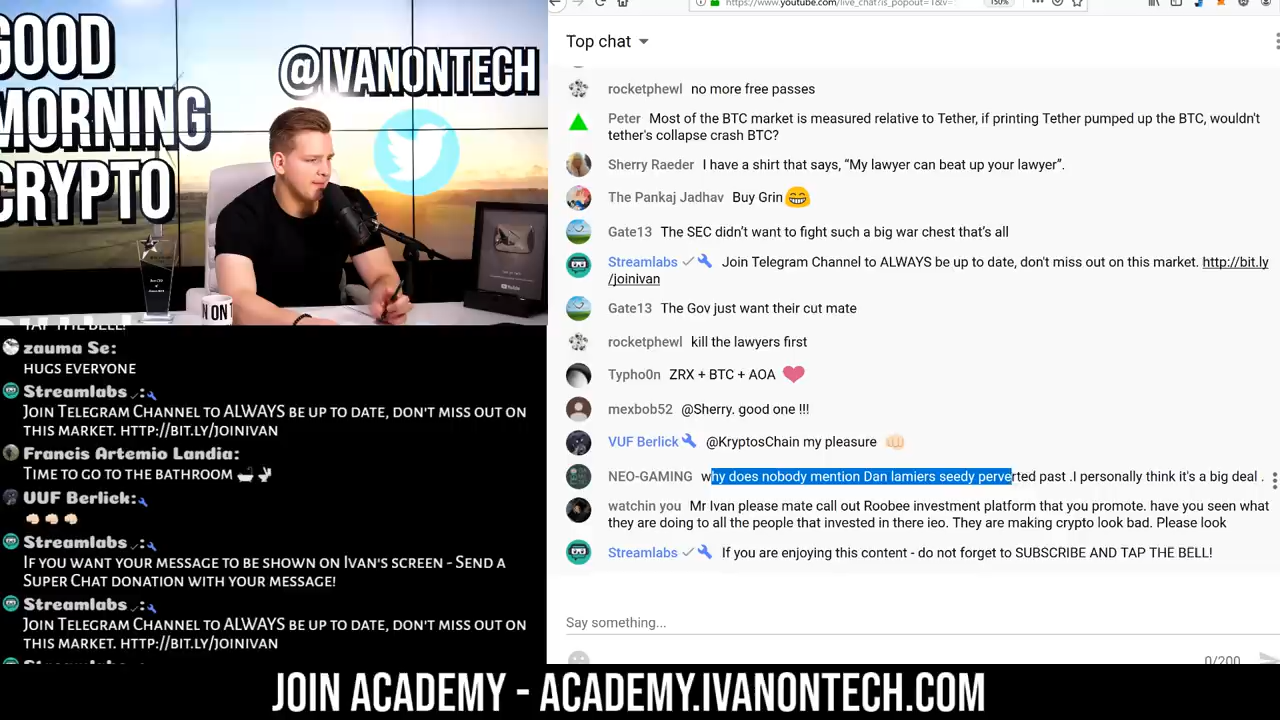 GOOD
MORNING
CRYPTO
@IVANONTECH
N ON T
YouTube
TAP THE BELL!
zauma Se:
HUGS EVERYONE
Streamlabs :
JOIN TELEGRAM CHANNEL TO ALWAYS BE UP TO DATE, DON'T MISS OUT ON
THIS MARKET. HTTP://BIT.LY/JOINIVAN
Francis Artemio Landia:
TIME TO GO TO THE BATHROOM 🛁🚽
VUF Berlick:
👊🏻👊🏻👊🏻
Streamlabs :
IF YOU WANT YOUR MESSAGE TO BE SHOWN ON IVAN'S SCREEN - SEND A
SUPER CHAT DONATION WITH YOUR MESSAGE!
Streamlabs :
JOIN TELEGRAM CHANNEL TO ALWAYS BE UP TO DATE, DON'T MISS OUT ON
THIS MARKET. HTTP://BIT.LY/JOINIVAN
https://www.youtube.com/live_chat?is_popout=1&v=
150%
Top chat
rocketphewl no more free passes
Peter Most of the BTC market is measured relative to Tether, if printing Tether pumped up the BTC, wouldn't
tether's collapse crash BTC?
Sherry Raeder I have a shirt that says, “My lawyer can beat up your lawyer”.
The Pankaj Jadhav Buy Grin😁
Gate13 The SEC didn’t want to fight such a big war chest that’s all
Streamlabs Join Telegram Channel to ALWAYS be up to date, don't miss out on this market. http://bit.ly
/joinivan
Gate13 The Gov just want their cut mate
rocketphewl kill the lawyers first
Typho0n ZRX + BTC + AOA ❤
mexbob52 @Sherry. good one !!!
VUF Berlick @KryptosChain my pleasure 👊🏻
NEO-GAMING why does nobody mention Dan lamiers seedy perverted past .I personally think it's a big deal .
watchin you Mr Ivan please mate call out Roobee investment platform that you promote. have you seen what
they are doing to all the people that invested in there ieo. They are making crypto look bad. Please look
Streamlabs If you are enjoying this content - do not forget to SUBSCRIBE AND TAP THE BELL!
Say something...
0/200
JOIN ACADEMY - ACADEMY.IVANONTECH.COM